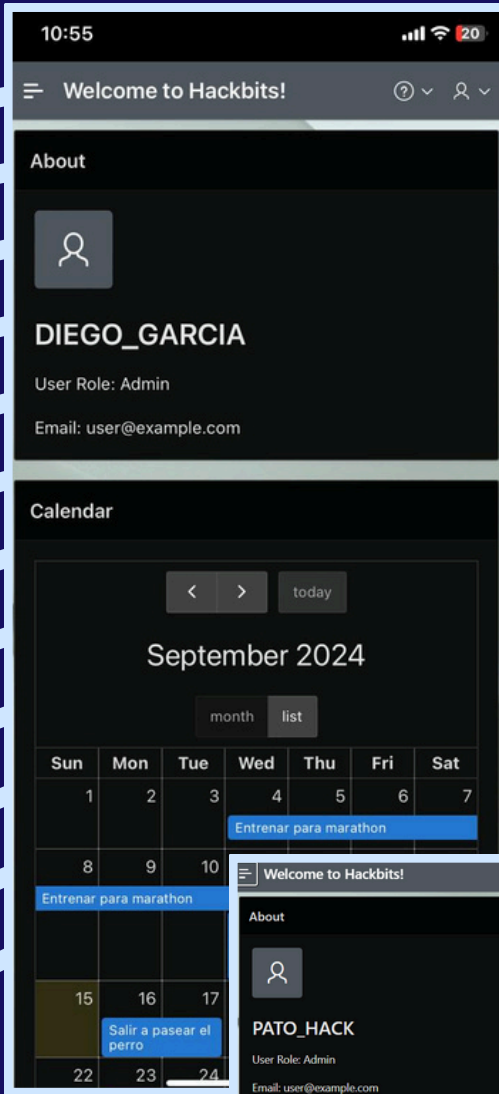 10:55
20
Welcome to Hackbits!
About
DIEGO_GARCIA
User Role: Admin
Email: user@example.com
Calendar
today
September 2024
month list
Sun Mon Tue Wed Thu Fri Sat
1 2 3 4 5 6 7
Entrenar para marathon
8 9 10
Entrenar para marathon
15 16 17
Salir a pasear el
perro
22 23 24
Welcome to Hackbits!
About
PATO_HACK
User Role: Admin
Email: user@example.com